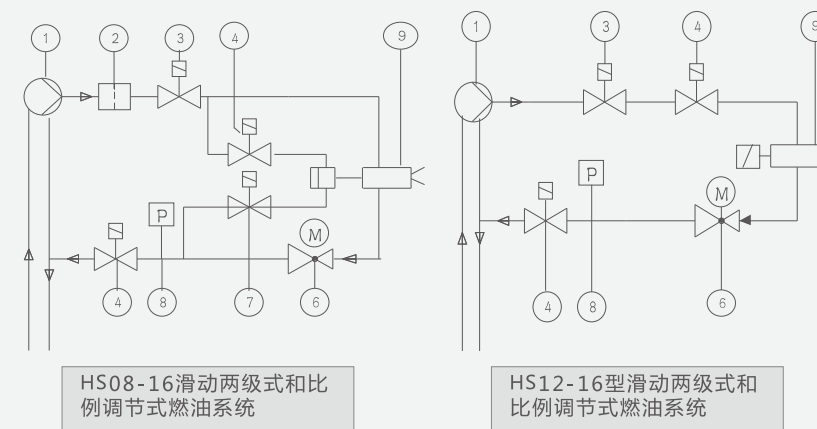 1 2 3 4 9
P
M
4 8 7 6
HS08-16滑动两级式和比
例调节式燃油系统
1 3 4 9
P
M
4 8 6
HS12-16型滑动两级式和
比例调节式燃油系统